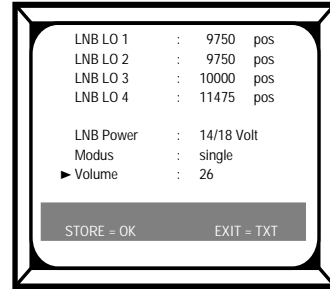 LNB LO 1 : 9750 pos
LNB LO 2 : 9750 pos
LNB LO 3 : 10000 pos
LNB LO 4 : 11475 pos
LNB Power : 14/18 Volt
Modus : single
► Volume : 26
STORE = OK EXIT = TXT